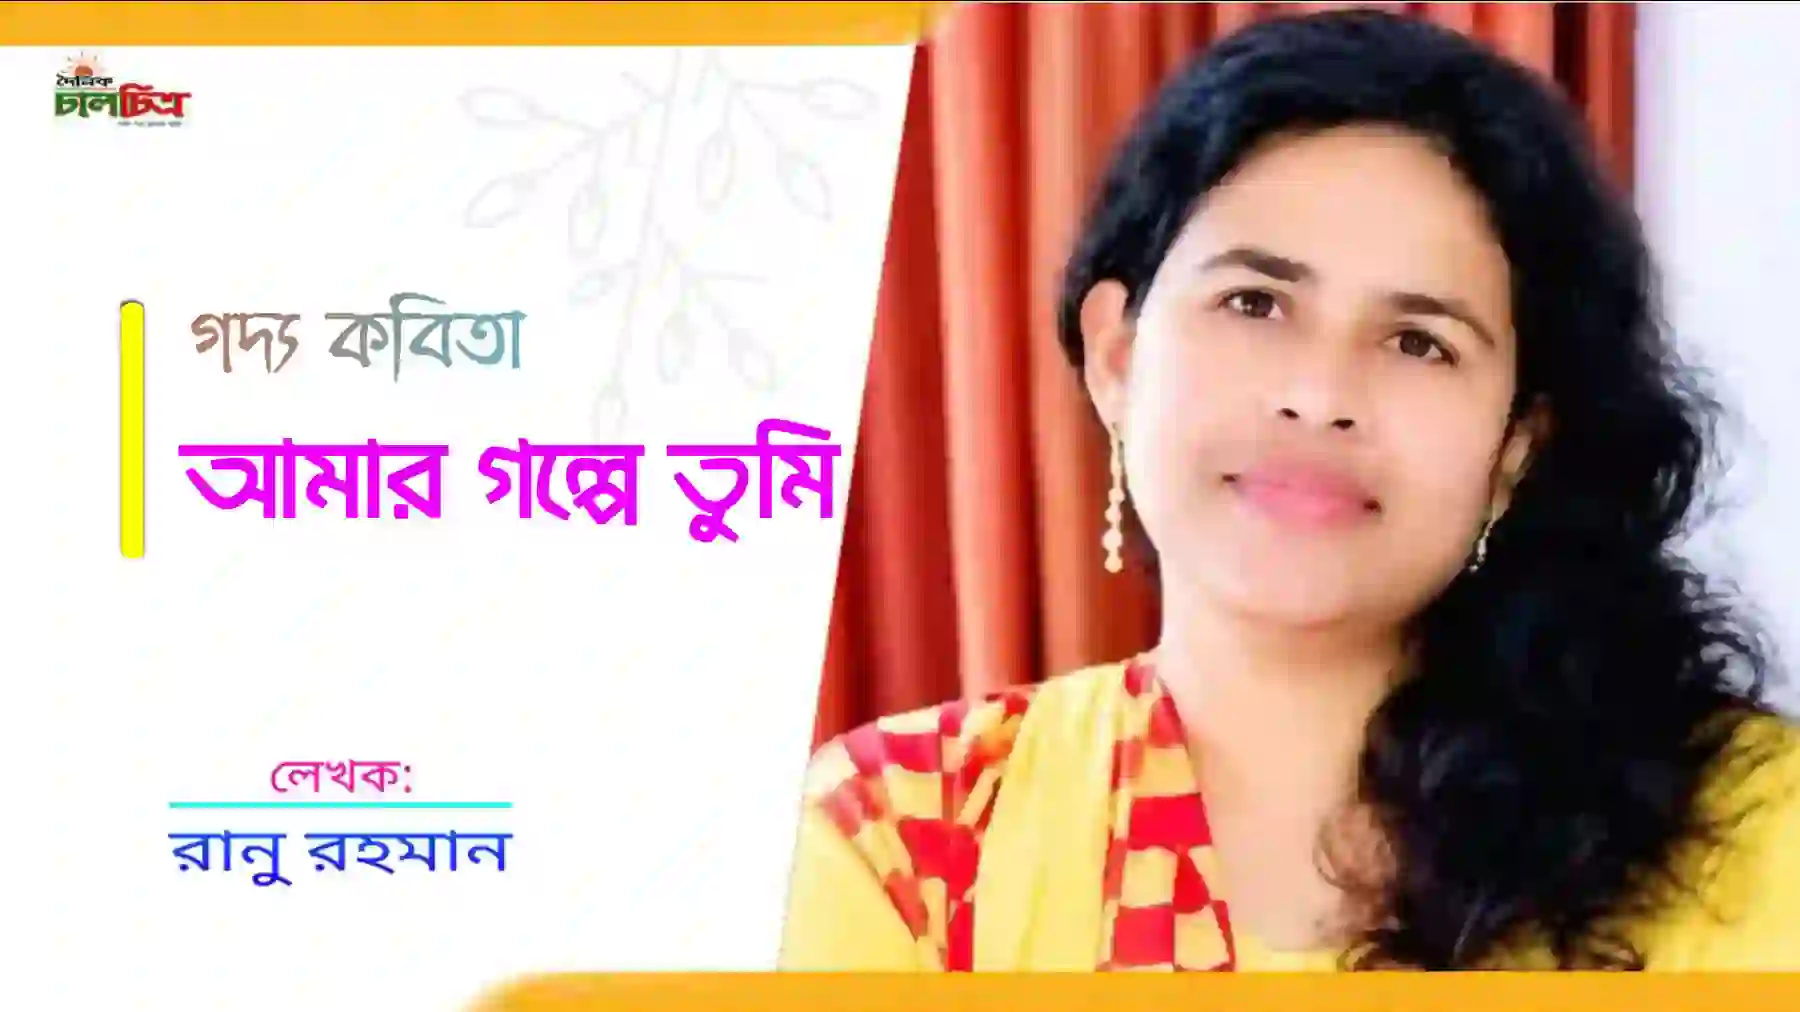 দৈনিক
চালচিত্র
গদ্য কবিতা
আমার গল্পে তুমি
লেখক:
রানু রহমান